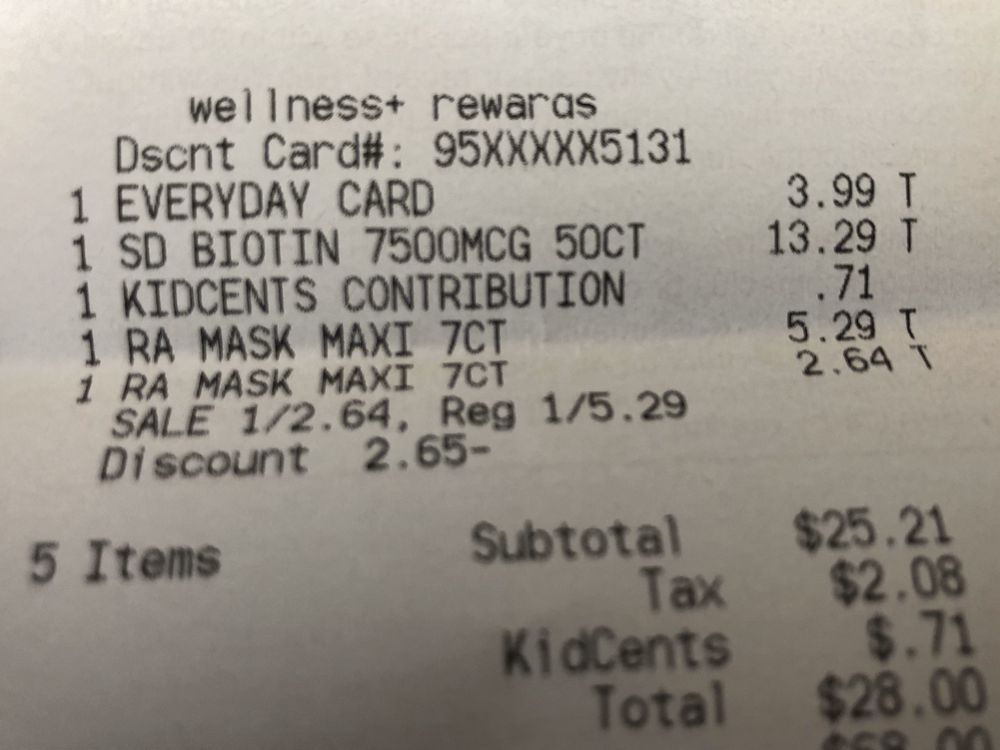 wellness+ rewards
Dscnt Card#: 95XXXXX5131
1 EVERYDAY CARD 3.99 T
1 SD BIOTIN 7500MCG 50CT 13.29 T
1 KIDCENTS CONTRIBUTION .71
1 RA MASK MAXI 7CT 5.29 T
1 RA MASK MAXI 7CT 2.64 T
SALE 1/2.64, Reg 1/5.29
Discount 2.65-
5 Items Subtotal $25.21
Tax $2.08
KidCents $.71
Total $28.00